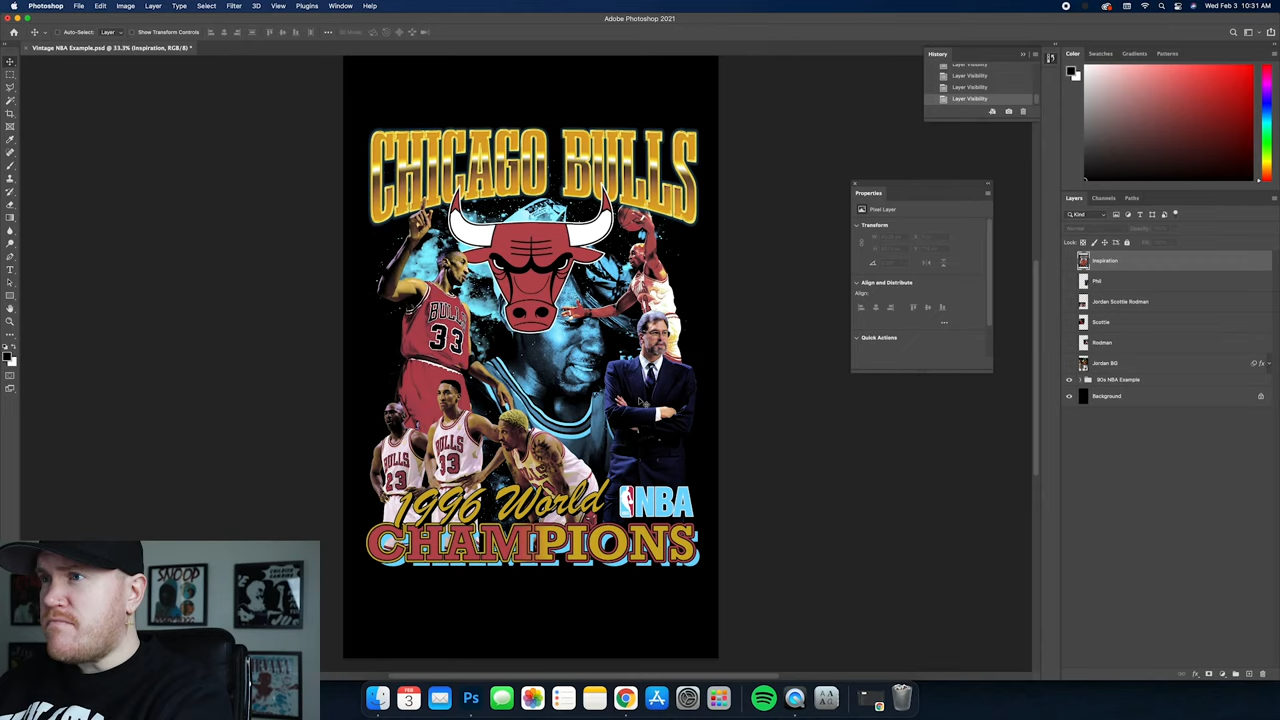 Photoshop File Edit Image Layer Type Select Filter 3D View Plugins Window Help
Wed Feb 3 10:31 AM
Adobe Photoshop 2021
Auto-Select: Layer Show Transform Controls
Vintage NBA Example.psd @ 33.3% (Inspiration, RGB/8) *
History
Layer Visibility
Layer Visibility
Layer Visibility
Layer Visibility
Color Swatches Gradients Patterns
Properties
Pixel Layer
Transform
Align and Distribute
Align:
Quick Actions
Layers Channels Paths
Kind
Lock:
Inspiration
Phil
Jordan Scottie Rodman
Scottie
Rodman
Jordan BG
90s NBA Example
Background
CHICAGO BULLS
BULLS
33
BULLS
23
BULLS
33
1996 World
NBA
CHAMPIONS
SNOOP